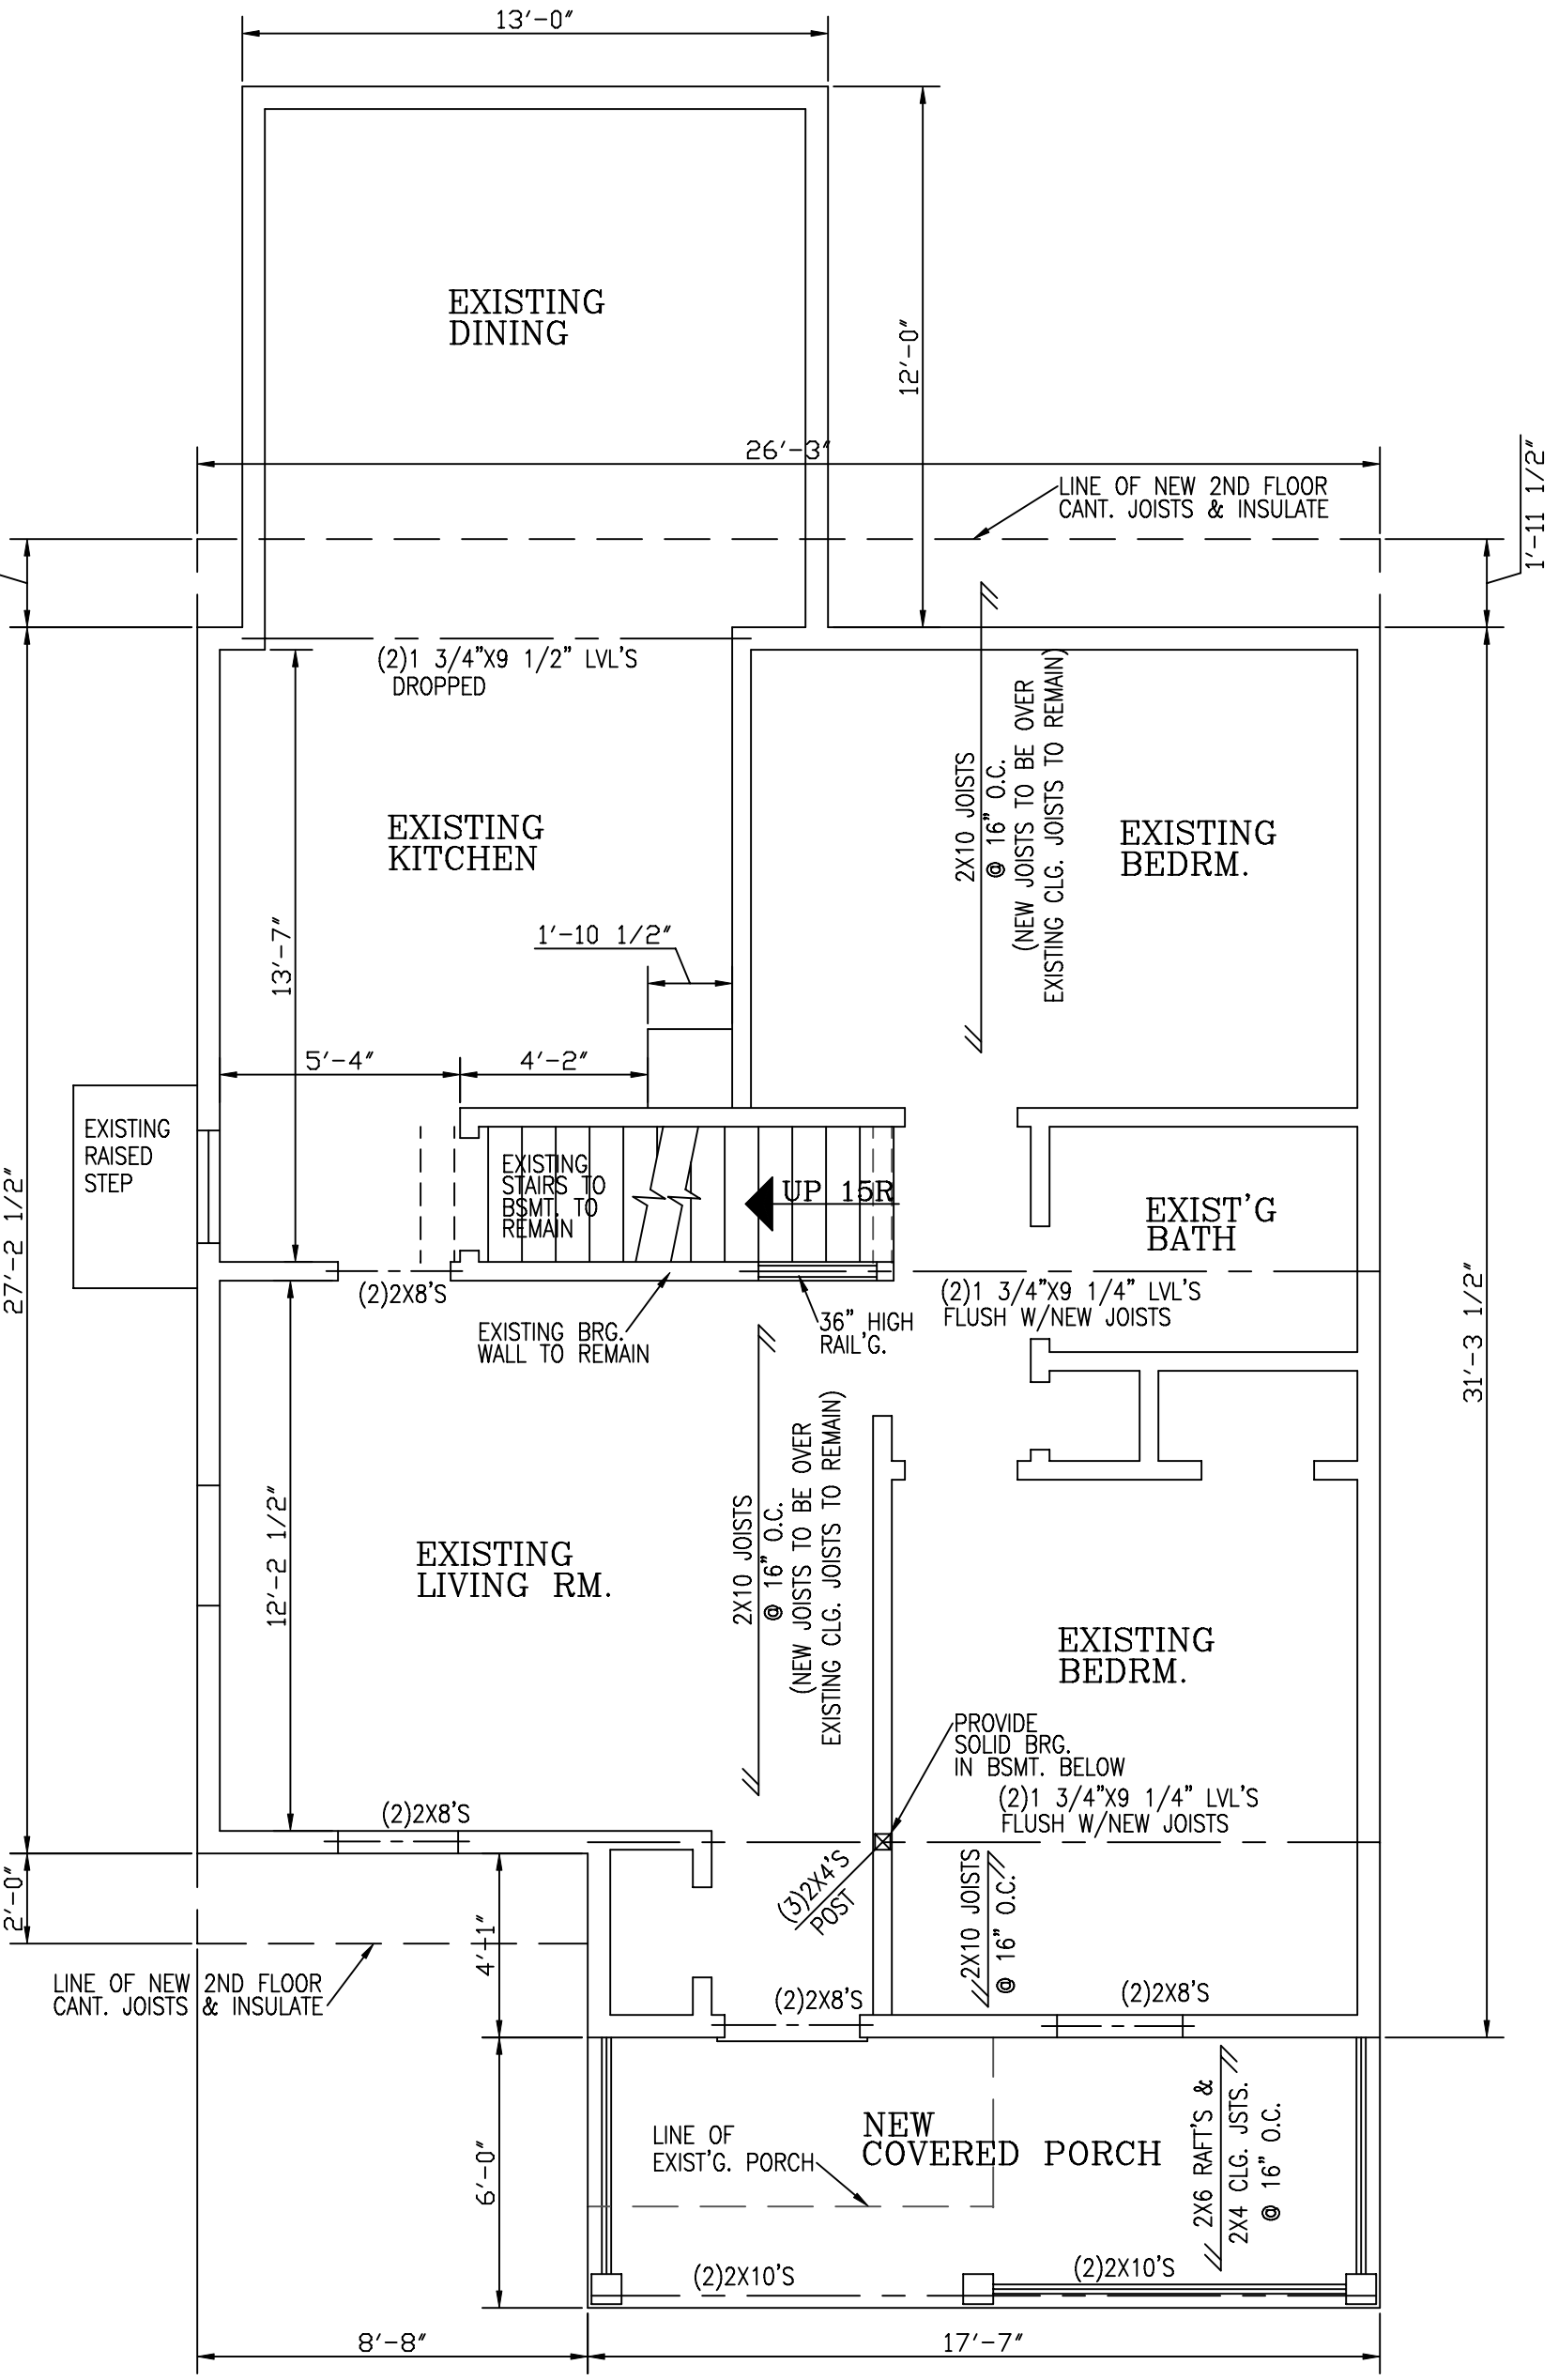 13'-0"
EXISTING
DINING
12'-0"
26'-3"
LINE OF NEW 2ND FLOOR
CANT. JOISTS & INSULATE
1'-11 1/2"
(2)1 3/4"X9 1/2" LVL'S
DROPPED
2X10 JOISTS
@ 16" O.C.
(NEW JOISTS TO BE OVER
EXISTING CLG. JOISTS TO REMAIN)
EXISTING
KITCHEN
EXISTING
BEDRM.
13'-7"
1'-10 1/2"
5'-4"
4'-2"
EXISTING
RAISED
STEP
EXISTING
STAIRS TO
BSMT. TO
REMAIN
UP 15R
EXIST'G
BATH
27'-2 1/2"
(2)2X8'S
EXISTING BRG.
WALL TO REMAIN
36" HIGH
RAIL'G.
(2)1 3/4"X9 1/4" LVL'S
FLUSH W/NEW JOISTS
31'-3 1/2"
12'-2 1/2"
EXISTING
LIVING RM.
2X10 JOISTS
@ 16" O.C.
(NEW JOISTS TO BE OVER
EXISTING CLG. JOISTS TO REMAIN)
EXISTING
BEDRM.
PROVIDE
SOLID BRG.
IN BSMT. BELOW
(2)1 3/4"X9 1/4" LVL'S
FLUSH W/NEW JOISTS
(2)2X8'S
(3)2X4'S
POST
2X10 JOISTS
@ 16" O.C.
2'-0"
4'-1"
LINE OF NEW 2ND FLOOR
CANT. JOISTS & INSULATE
(2)2X8'S
(2)2X8'S
6'-0"
LINE OF
EXIST'G. PORCH
NEW
COVERED PORCH
2X6 RAFT'S &
2X4 CLG. JSTS.
@ 16" O.C.
(2)2X10'S
(2)2X10'S
8'-8"
17'-7"